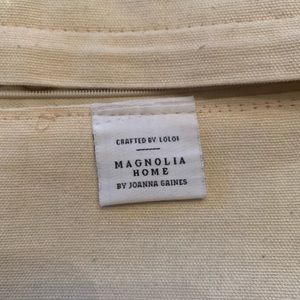 CRAFTED BY LOLOI
MAGNOLIA
HOME
BY JOANNA GAINES